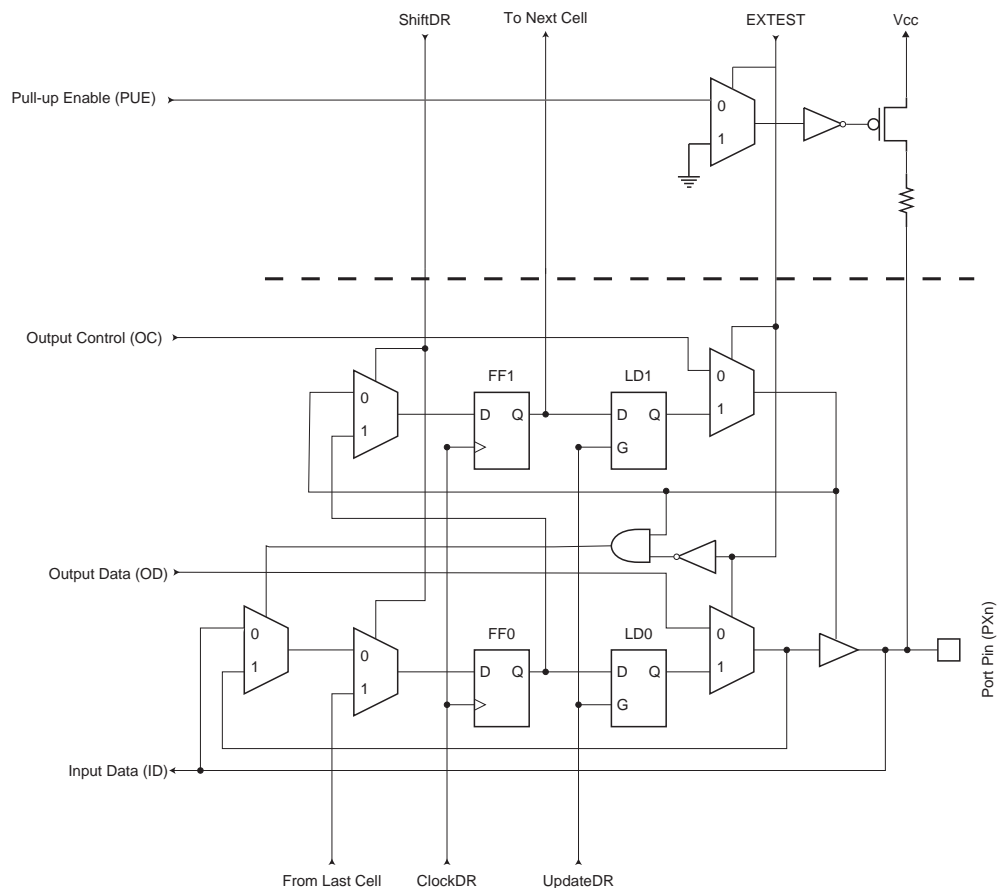 ShiftDR
To Next Cell
EXTEST
Vcc
Pull-up Enable (PUE)
0
1
Output Control (OC)
FF1
LD1
0
0
D Q
D Q
1
1
G
Output Data (OD)
FF0
LD0
0
0
0
D Q
D Q
1
1
1
G
Port Pin (PXn)
Input Data (ID)
From Last Cell
ClockDR
UpdateDR